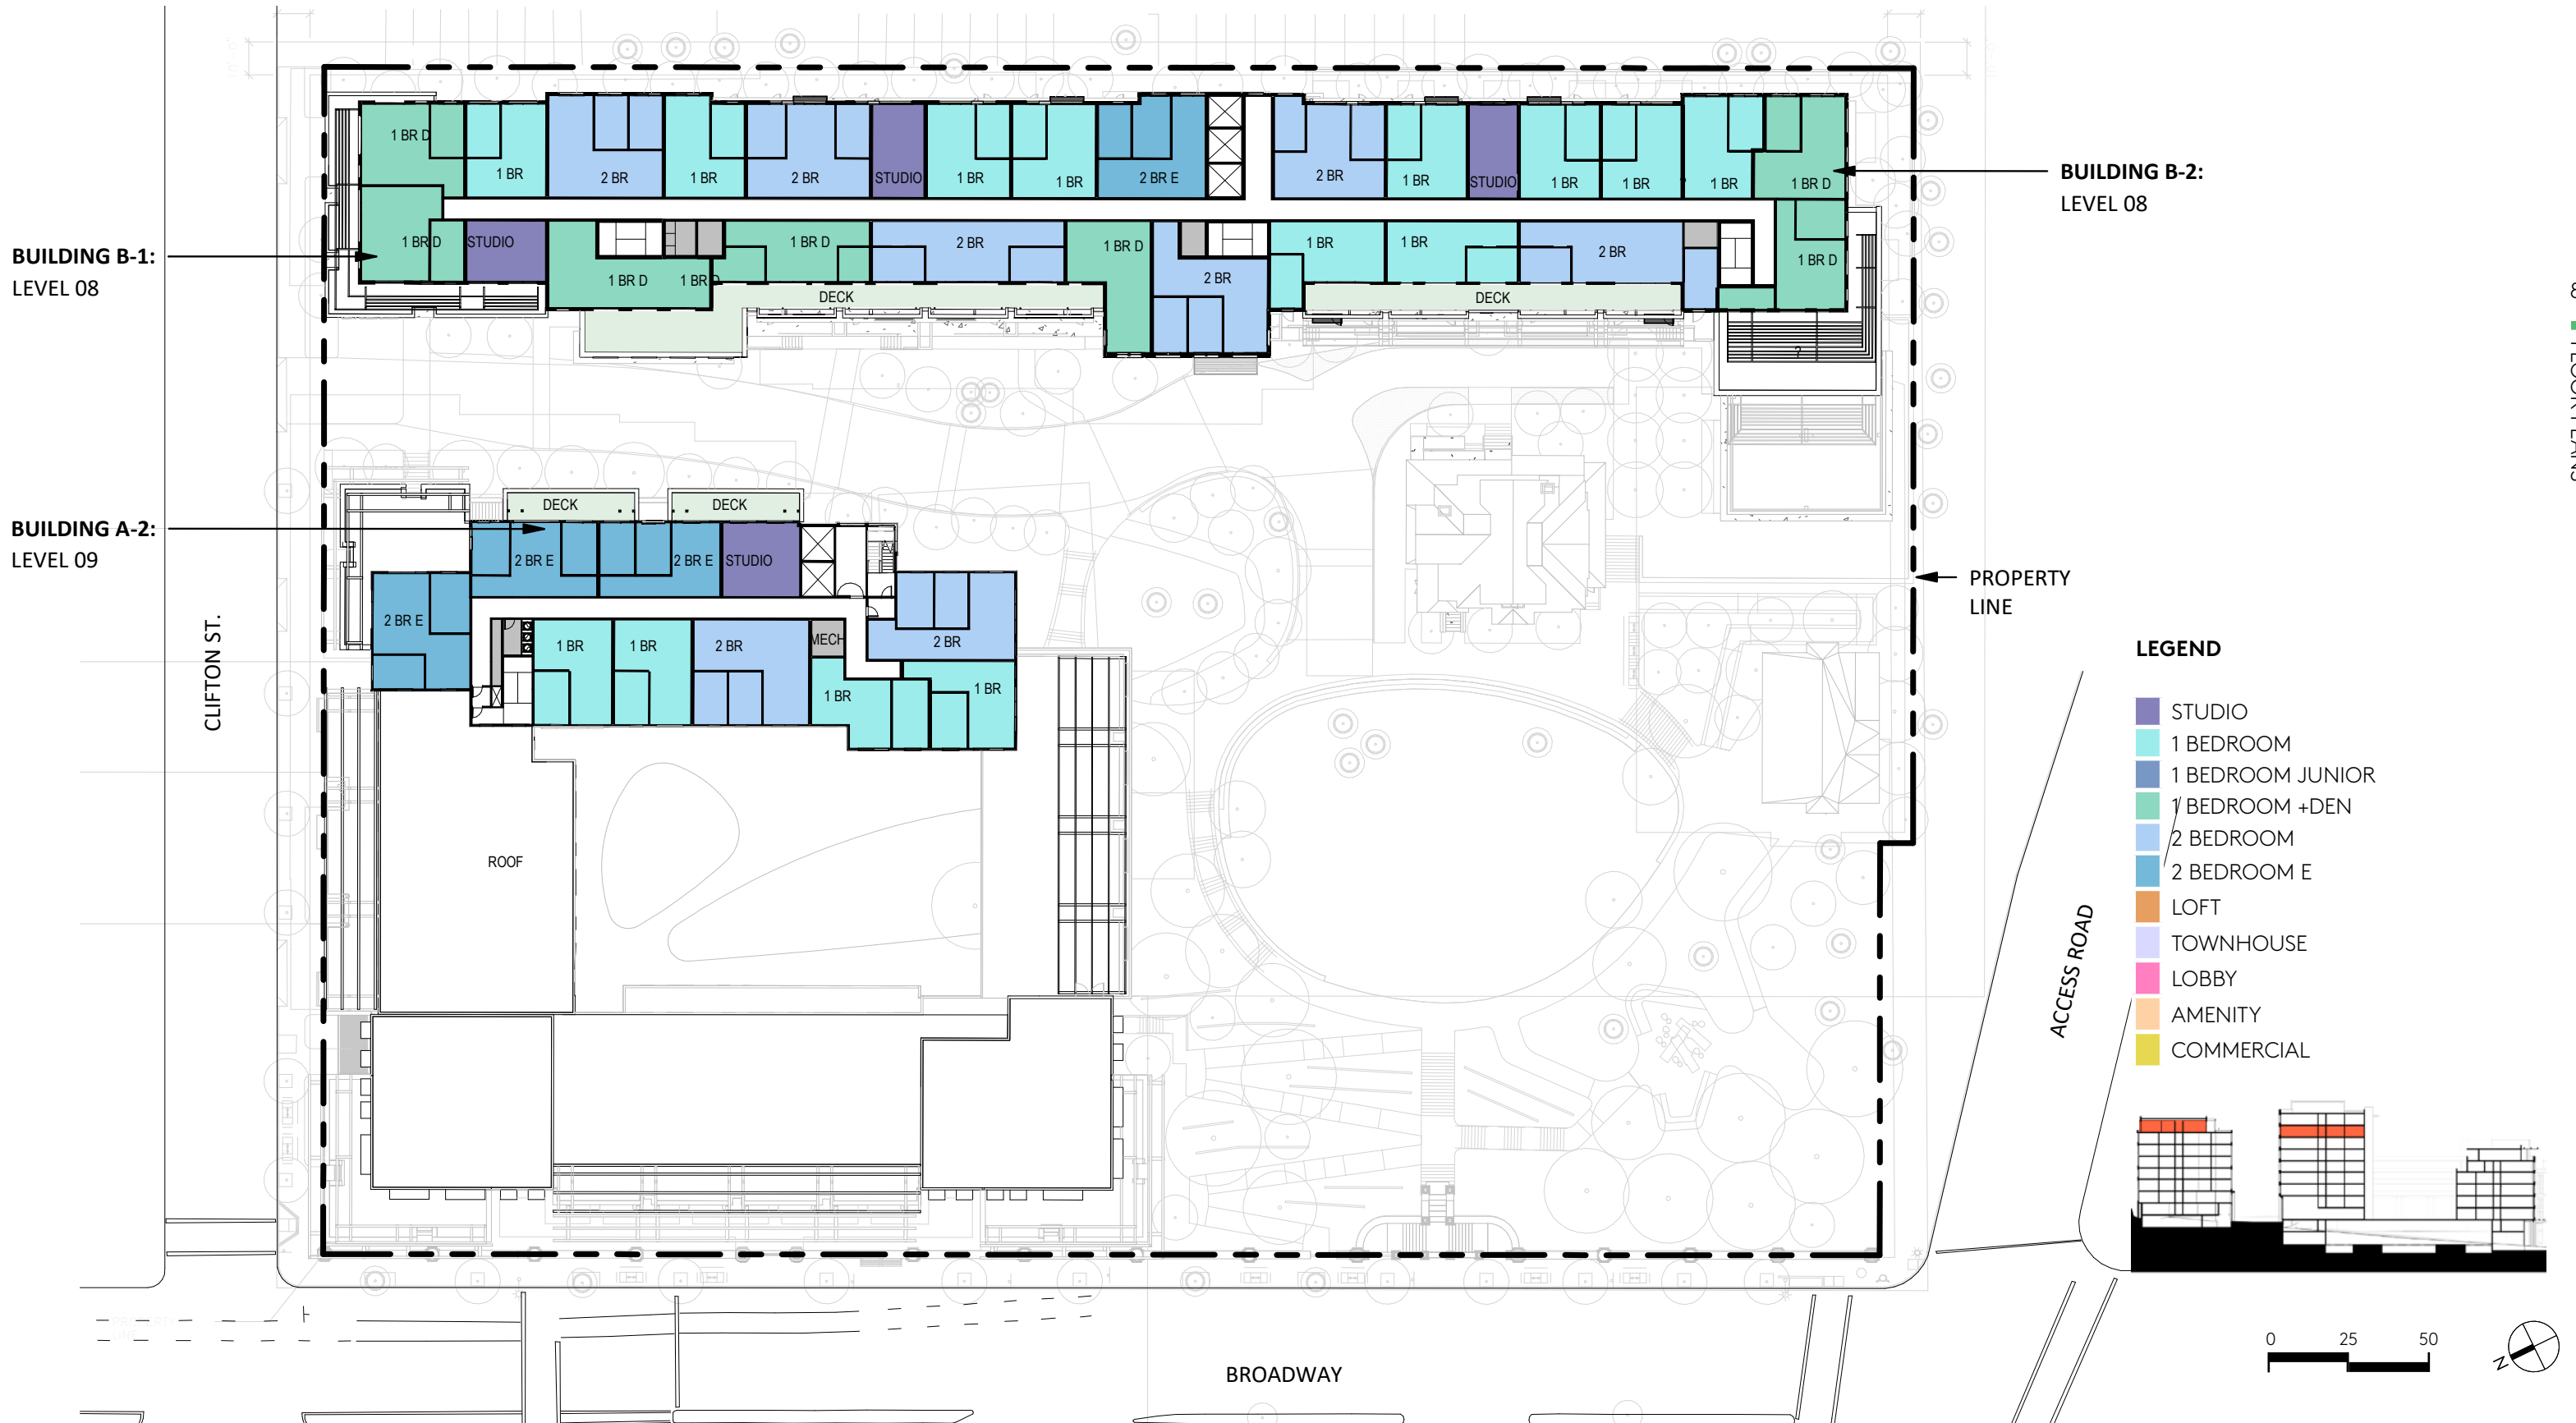 1 BR D
1 BR
2 BR
1 BR
2 BR
STUDIO
1 BR
1 BR
2 BR E
2 BR
1 BR
STUDIO
1 BR
1 BR
1 BR
1 BR D
BUILDING B-2:
LEVEL 08
BUILDING B-1:
LEVEL 08
1 BR D
STUDIO
1 BR D
1 BR
1 BR D
2 BR
1 BR D
2 BR
1 BR
1 BR
2 BR
1 BR D
DECK
DECK
?
FLOOR PLANS
BUILDING A-2:
LEVEL 09
DECK
DECK
2 BR E
2 BR E
STUDIO
2 BR E
1 BR
1 BR
2 BR
MECH
2 BR
1 BR
1 BR
CLIFTON ST.
ROOF
PROPERTY
LINE
ACCESS ROAD
LEGEND
STUDIO
1 BEDROOM
1 BEDROOM JUNIOR
1 BEDROOM +DEN
2 BEDROOM
2 BEDROOM E
LOFT
TOWNHOUSE
LOBBY
AMENITY
COMMERCIAL
PROPERTY
LINE
BROADWAY
0 25 50
N